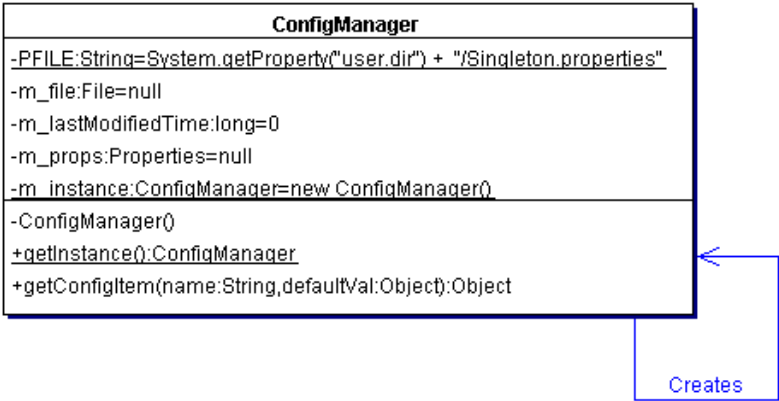 ConfigManager
-PFILE:String=System.getProperty("user.dir") + "/Singleton.properties"
-m_file:File=null
-m_lastModifiedTime:long=0
-m_props:Properties=null
-m_instance:ConfigManager=new ConfigManager()
-ConfigManager()
+getInstance():ConfigManager
+getConfigItem(name:String,defaultVal:Object):Object
Creates